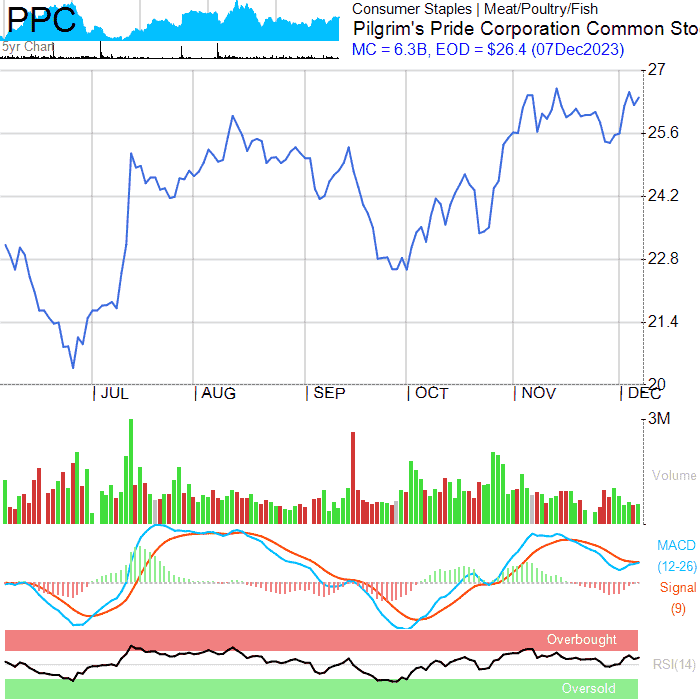 PPC
Consumer Staples | Meat/Poultry/Fish
Pilgrim's Pride Corporation Common Sto
MC = 6.3B, EOD = $26.4 (07Dec2023)
5yr Chart
27
25.6
24.2
22.8
21.4
20
JUL AUG SEP OCT NOV DEC
3M
Volume
MACD
(12-26)
Signal
(9)
Overbought
RSI(14)
Oversold